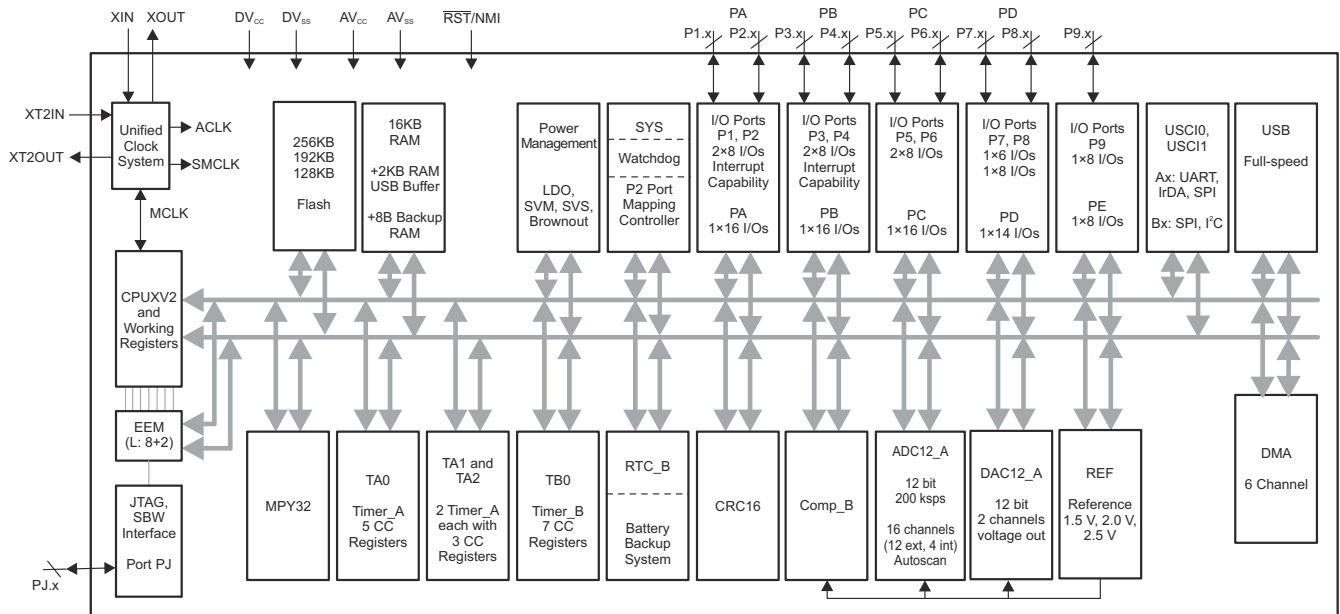 XIN XOUT DVCC DVSS AVCC AVSS RST/NMI PA PB PC PD
P1.x P2.x P3.x P4.x P5.x P6.x P7.x P8.x P9.x
XT2IN
XT2OUT
Unified
Clock
System
ACLK
SMCLK
MCLK
256KB
192KB
128KB
Flash
16KB
RAM
+2KB RAM
USB Buffer
+8B Backup
RAM
Power
Management
LDO,
SVM, SVS,
Brownout
SYS
Watchdog
P2 Port
Mapping
Controller
I/O Ports
P1, P2
2×8 I/Os
Interrupt
Capability
PA
1×16 I/Os
I/O Ports
P3, P4
2×8 I/Os
Interrupt
Capability
PB
1×16 I/Os
I/O Ports
P5, P6
2×8 I/Os
PC
1×16 I/Os
I/O Ports
P7, P8
1×6 I/Os
1×8 I/Os
PD
1×14 I/Os
I/O Ports
P9
1×8 I/Os
PE
1×8 I/Os
USCI0,
USCI1
Ax: UART,
IrDA, SPI
Bx: SPI, I²C
USB
Full-speed
CPUXV2
and
Working
Registers
EEM
(L: 8+2)
JTAG,
SBW
Interface
Port PJ
PJ.x
MPY32
TA0
Timer_A
5 CC
Registers
TA1 and
TA2
2 Timer_A
each with
3 CC
Registers
TB0
Timer_B
7 CC
Registers
RTC_B
Battery
Backup
System
CRC16
Comp_B
ADC12_A
12 bit
200 ksps
16 channels
(12 ext, 4 int)
Autoscan
DAC12_A
12 bit
2 channels
voltage out
REF
Reference
1.5 V, 2.0 V,
2.5 V
DMA
6 Channel